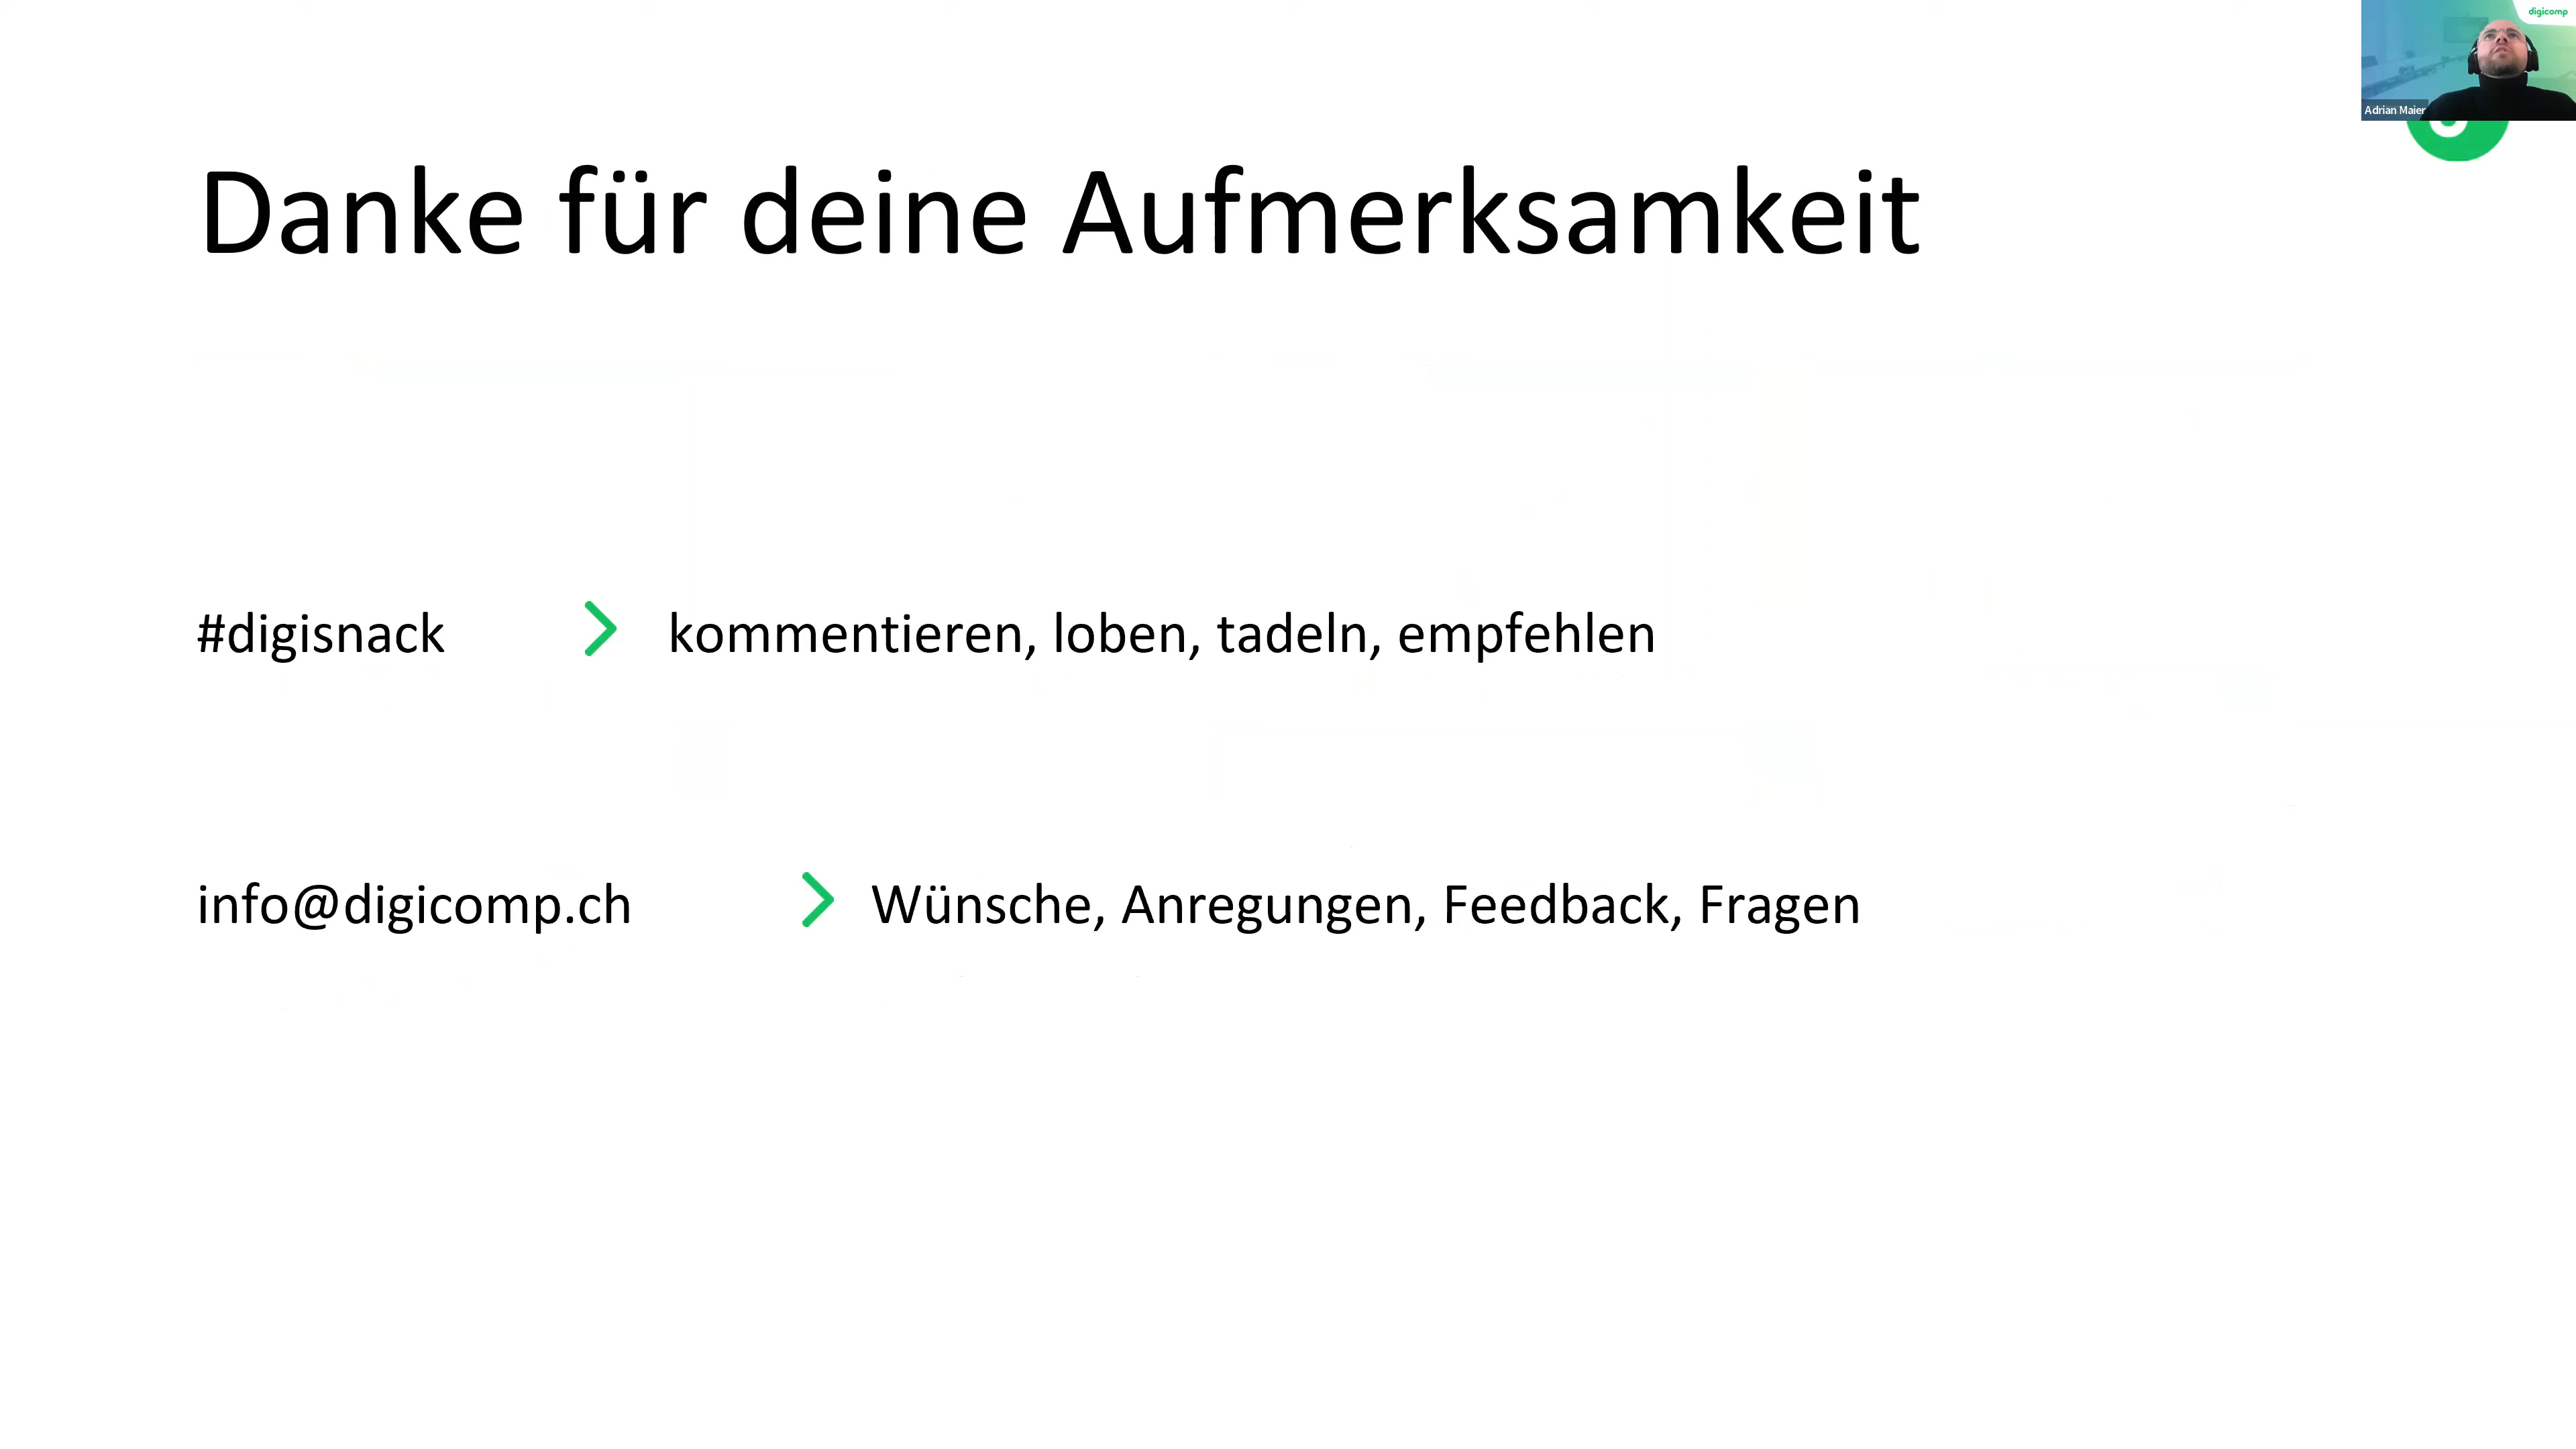 digicomp
Adrian Maier
Danke für deine Aufmerksamkeit
#digisnack > kommentieren, loben, tadeln, empfehlen
info@digicomp.ch > Wünsche, Anregungen, Feedback, Fragen